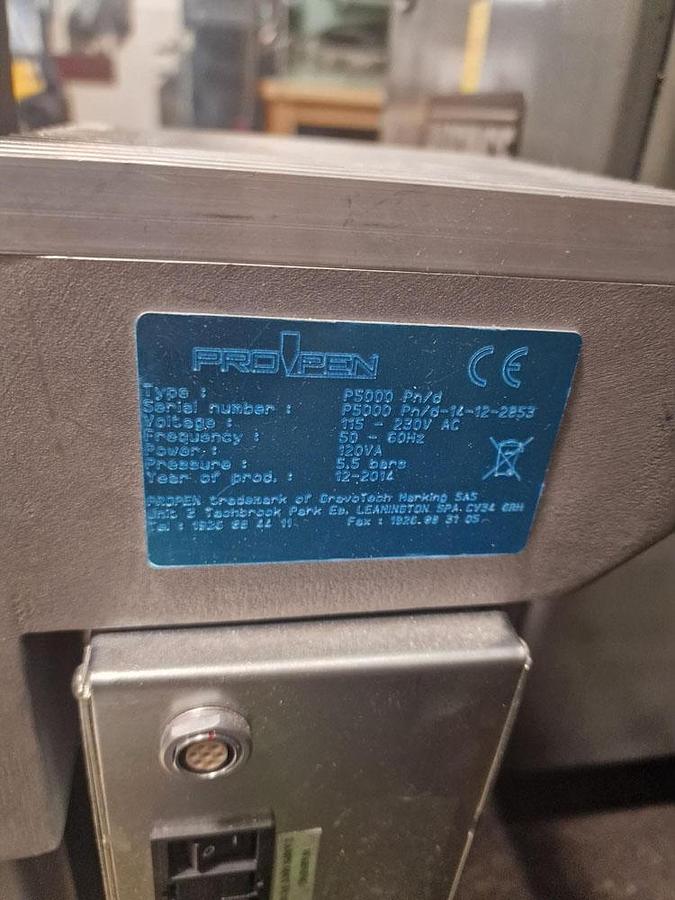 PROPEN CE
Type : P5000 Pn/d
Serial number : P5000 Pn/d-14-12-2853
Voltage : 115 - 230V AC
Frequency : 50 - 60Hz
Power : 120VA
Pressure : 5.5 bars
Year of prod. : 12-2014
PROPEN trademark of GravoTech Marking SAS
Unit 3 Tachbrook Park Es. LEAMINGTON SPA.CV34 6RH
Tel : 1926 88 44 11 Fax : 1926.88 31 05